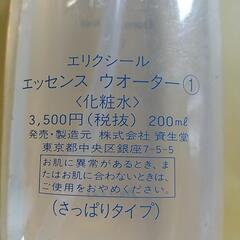 エリクシール
エッセンス ウオーター①
〈化粧水〉
3,500円(税抜) 200㎖
発売・製造元 株式会社 資生堂
東京都中央区銀座7-5-5
お肌に異常があるとき、ま
たはお肌に合わないときは、
ご使用をおやめください。
(さっぱりタイプ)